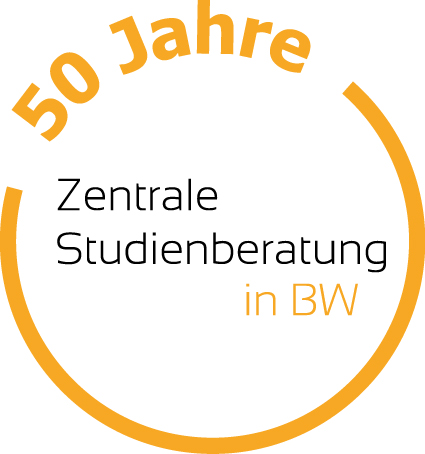 50 Jahre
Zentrale
Studienberatung
in BW